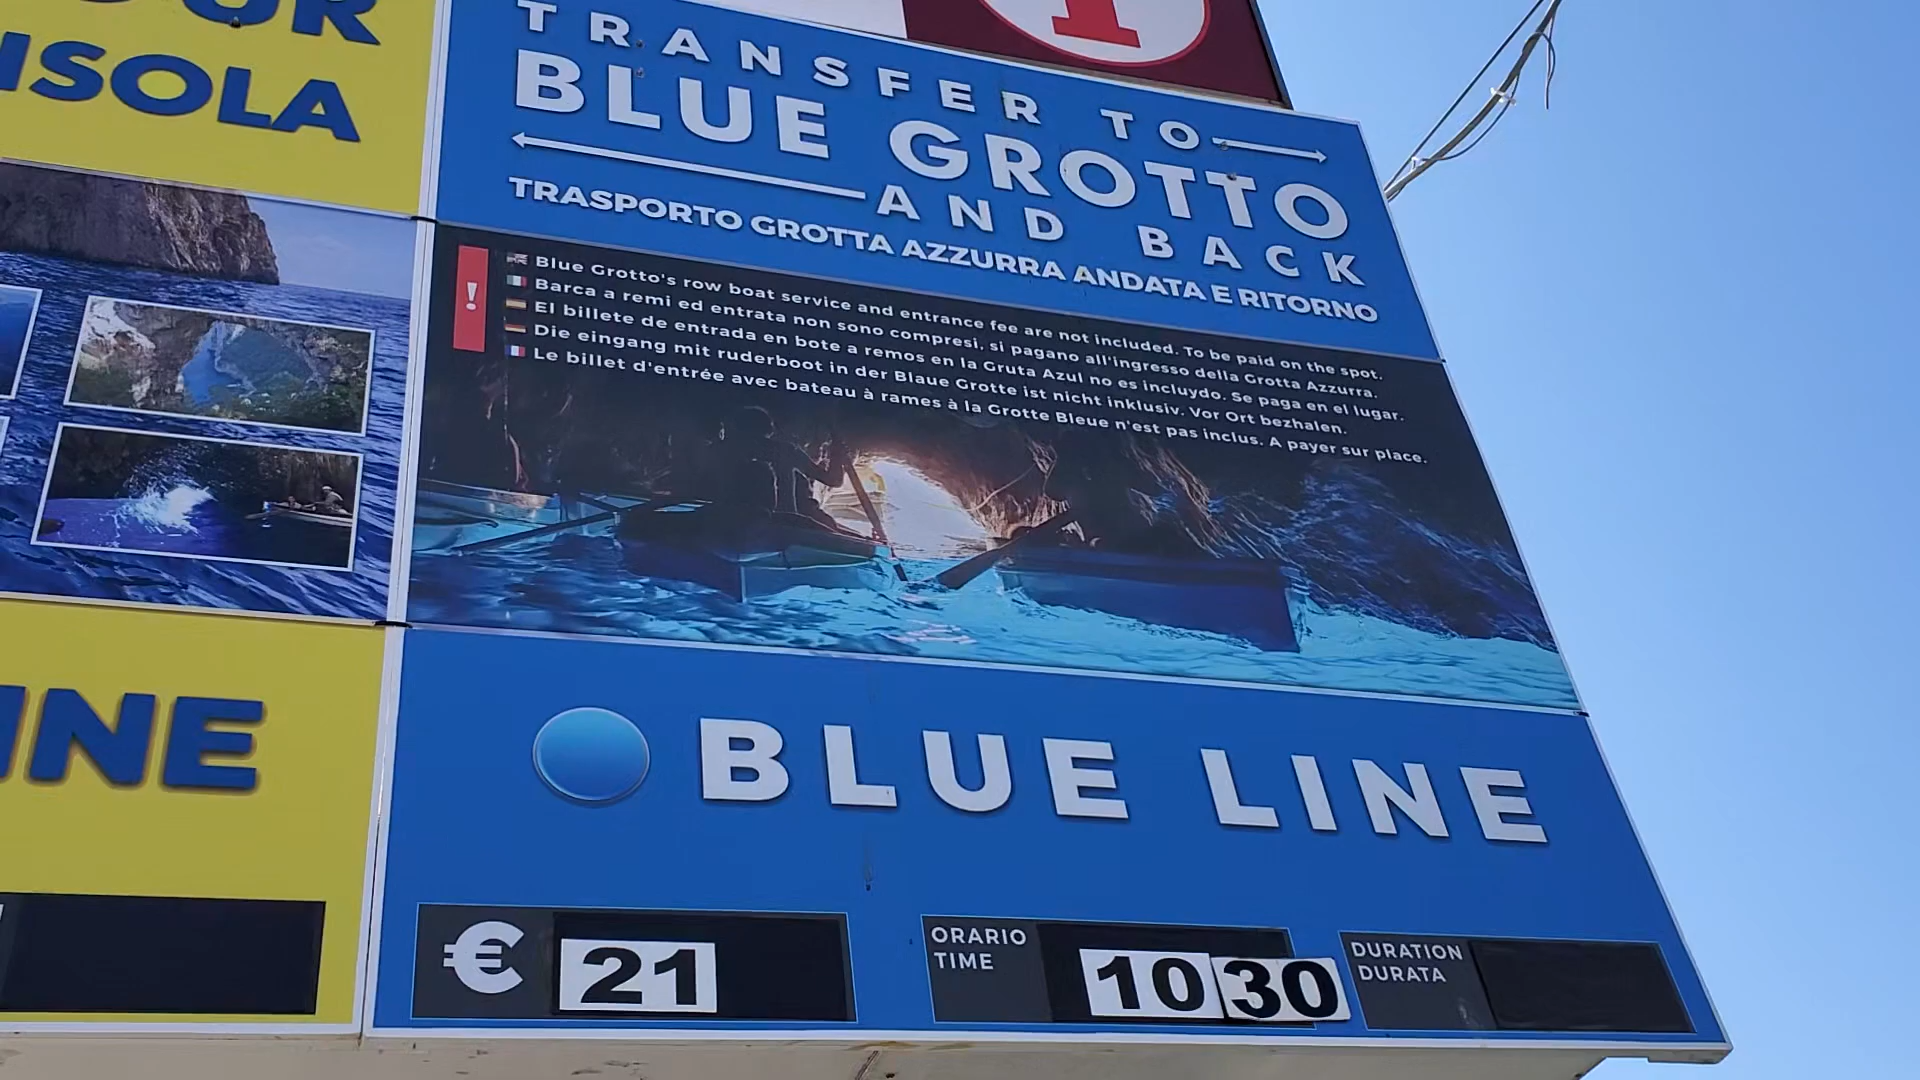 OUR
ISOLA
INE
TRANSFER TO
BLUE GROTTO
AND BACK
TRASPORTO GROTTA AZZURRA ANDATA E RITORNO
!
Blue Grotto's row boat service and entrance fee are not included. To be paid on the spot.
Barca a remi ed entrata non sono compresi, si pagano all'ingresso della Grotta Azzurra.
El billete de entrada en bote a remos en la Gruta Azul no es incluydo. Se paga en el lugar.
Die eingang mit ruderboot in der Blaue Grotte ist nicht inklusiv. Vor Ort bezhalen.
Le billet d'entrée avec bateau à rames à la Grotte Bleue n'est pas inclus. A payer sur place.
BLUE LINE
€ 21
ORARIO
TIME
10 30
DURATION
DURATA